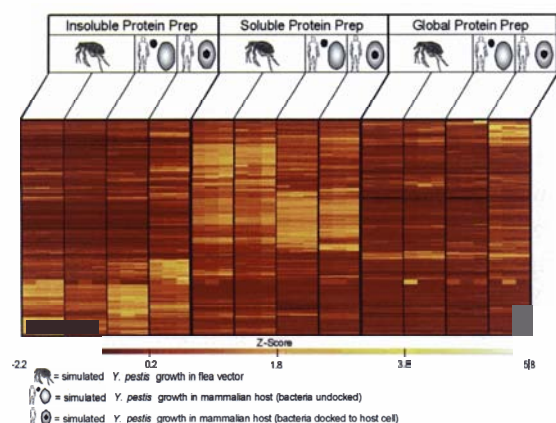 Insoluble Protein Prep Soluble Protein Prep Global Protein Prep
Z-Score
-2.2 0.2 1.8 5.8
= simulated Y. pestis growth in flea vector
= simulated Y. pestis growth in mammalian host (bacteria undocked)
= simulated Y. pestis growth in mammalian host (bacteria docked to host cell)